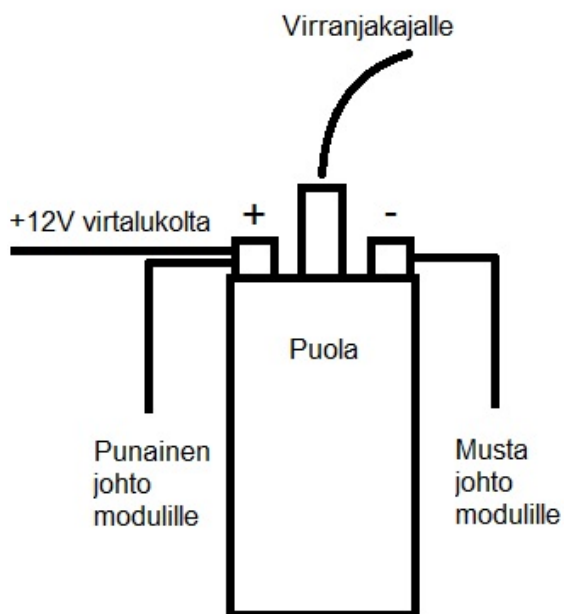 Virranjakajalle
+12V virtalukolta
+
-
Puola
Punainen
johto
modulille
Musta
johto
modulille